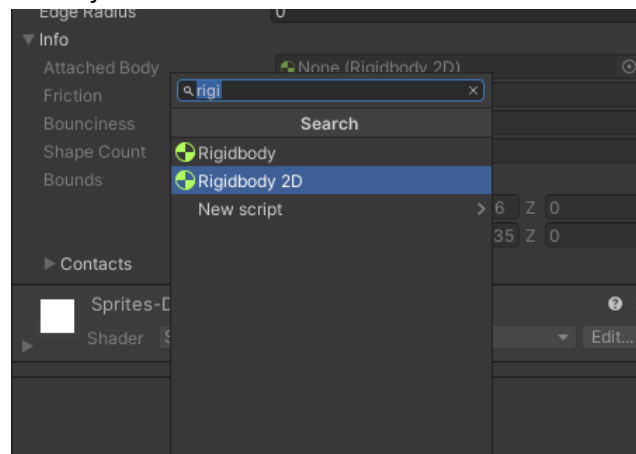 Edge Radius 0
Info
Attached Body None (Rigidbody 2D)
Friction
rigi
Bounciness
Search
Shape Count
Rigidbody
Bounds
Rigidbody 2D
New script
6 Z 0
35 Z 0
Contacts
Sprites-D
Shader S
Edit...